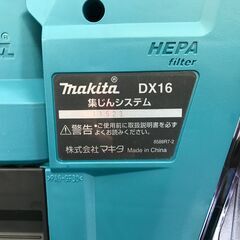 HEPA
filter
makita DX16
集じんシステム
警告 *ご使用前に取扱説明書を必ず
よくお読みください。
8588R7-2
株式会社 マキタ Made in China